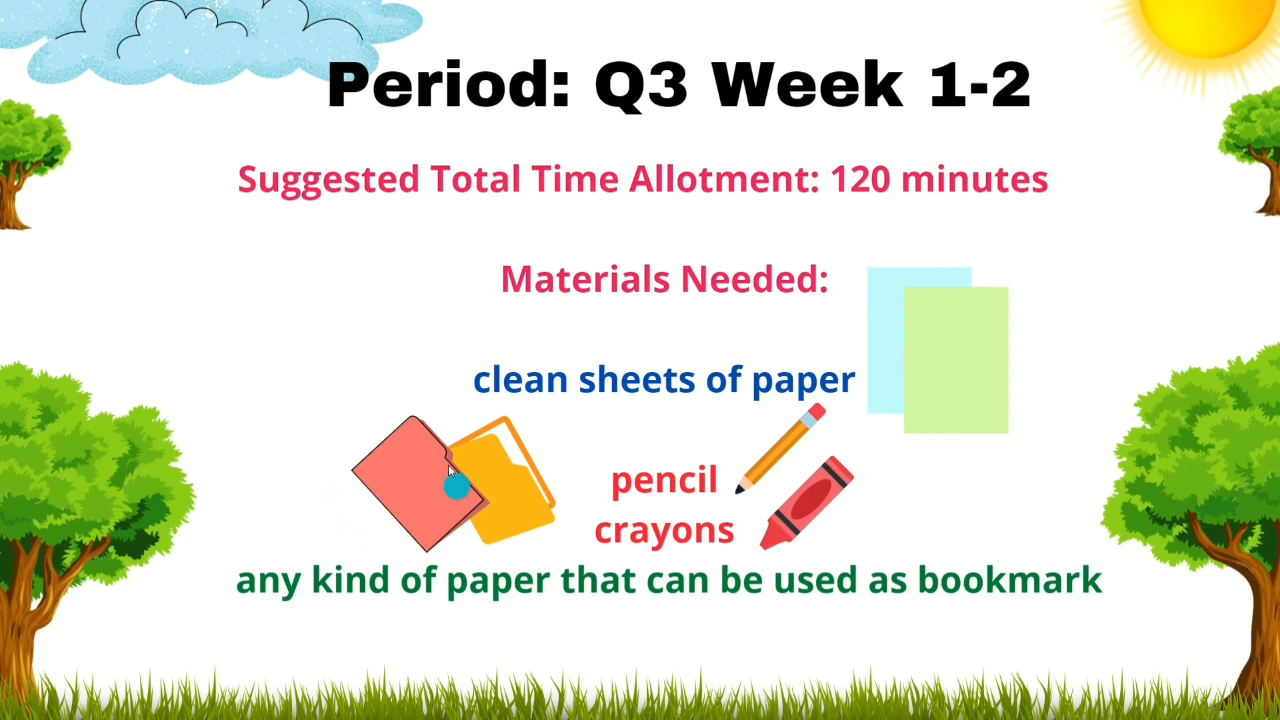 Period: Q3 Week 1-2
Suggested Total Time Allotment: 120 minutes
Materials Needed:
clean sheets of paper
pencil
crayons
any kind of paper that can be used as bookmark